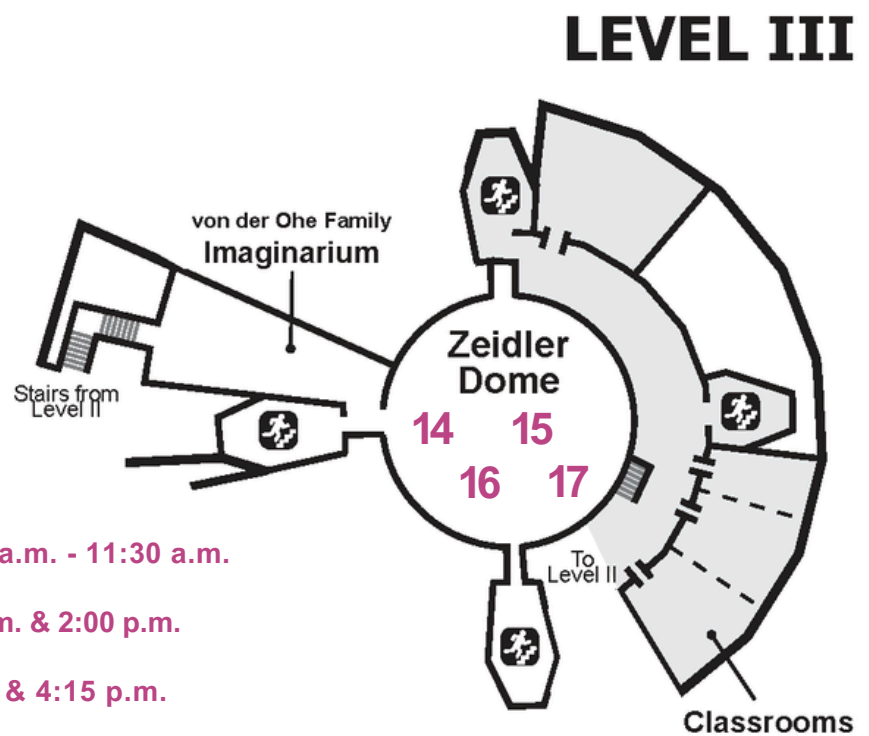 LEVEL III
von der Ohe Family
Imaginarium
Zeidler
Dome
Stairs from
Level II
14 15
16 17
a.m. - 11:30 a.m.
To
Level II
m. & 2:00 p.m.
& 4:15 p.m.
Classrooms